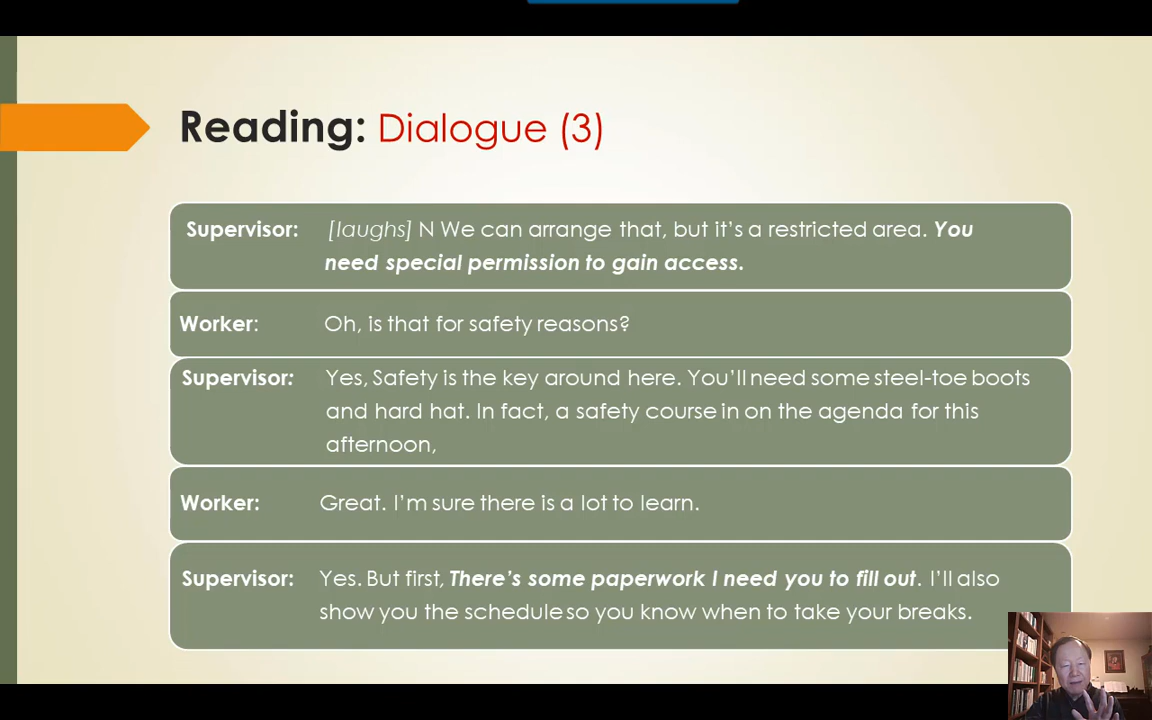 Reading: Dialogue (3)
Supervisor: [laughs] N We can arrange that, but it's a restricted area. You
need special permission to gain access.
Worker: Oh, is that for safety reasons?
Supervisor: Yes, Safety is the key around here. You'll need some steel-toe boots
and hard hat. In fact, a safety course in on the agenda for this
afternoon,
Worker: Great. I'm sure there is a lot to learn.
Supervisor: Yes. But first, There's some paperwork I need you to fill out. I'll also
show you the schedule so you know when to take your breaks.